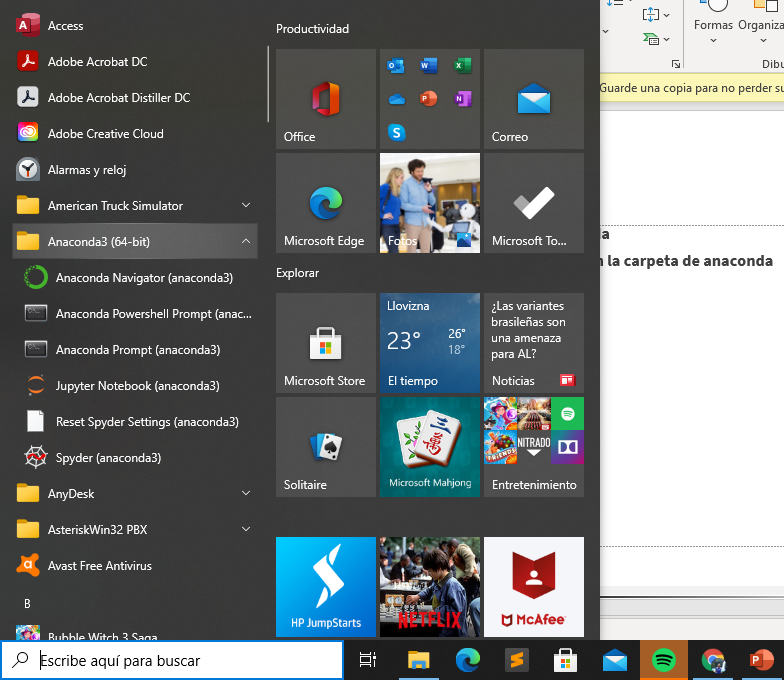 Access
Adobe Acrobat DC
Adobe Acrobat Distiller DC
Adobe Creative Cloud
Alarmas y reloj
American Truck Simulator
Anaconda3 (64-bit)
Anaconda Navigator (anaconda3)
Anaconda Powershell Prompt (anac...
Anaconda Prompt (anaconda3)
Jupyter Notebook (anaconda3)
Reset Spyder Settings (anaconda3)
Spyder (anaconda3)
AnyDesk
AsteriskWin32 PBX
Avast Free Antivirus
B
Bubble Witch 3 Saga
Productividad
Office
Correo
Microsoft Edge
Fotos
Microsoft To...
Explorar
Microsoft Store
Llovizna
23°
26°
18°
El tiempo
¿Las variantes
brasileñas son
una amenaza
para AL?
Noticias
Solitaire
Microsoft Mahjong
NITRADO
Entretenimiento
HP JumpStarts
NETFLIX
McAfee
Formas
Organiza
Dibu
Guarde una copia para no perder su
a
n la carpeta de anaconda
Escribe aquí para buscar